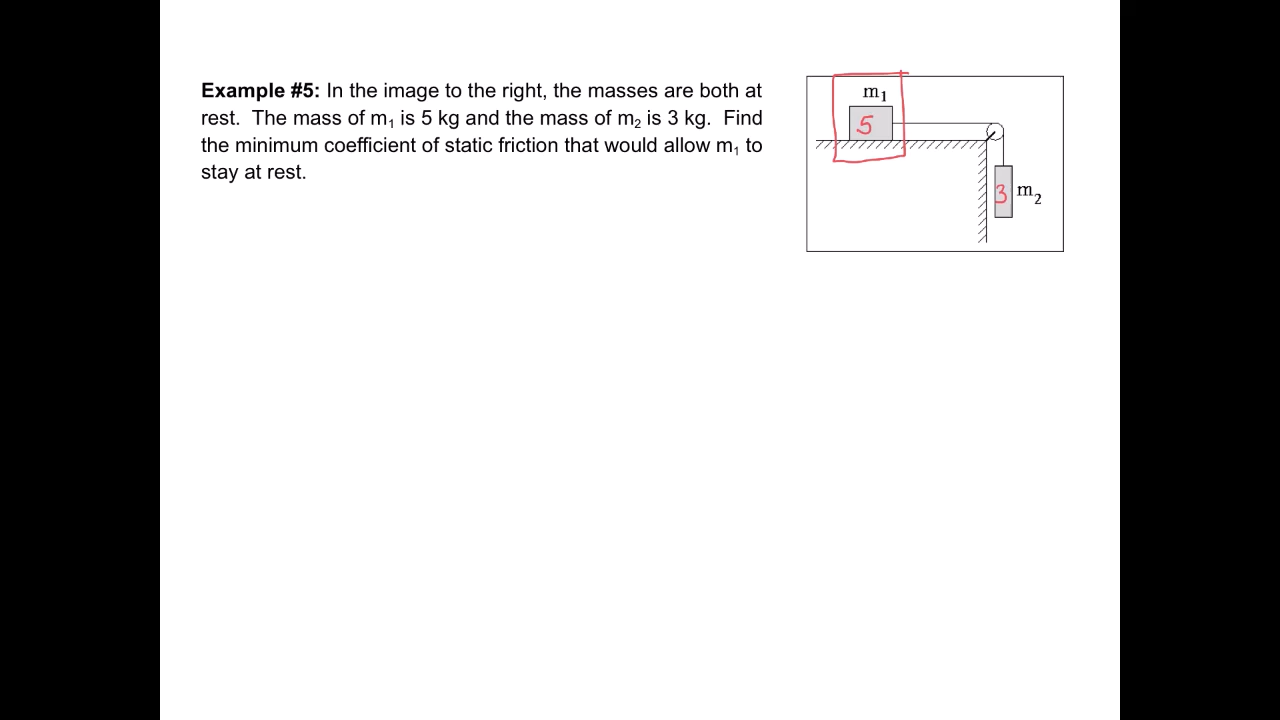 Example #5: In the image to the right, the masses are both at
rest. The mass of m₁ is 5 kg and the mass of m₂ is 3 kg. Find
the minimum coefficient of static friction that would allow m₁ to
stay at rest.
m₁
5
3 m₂